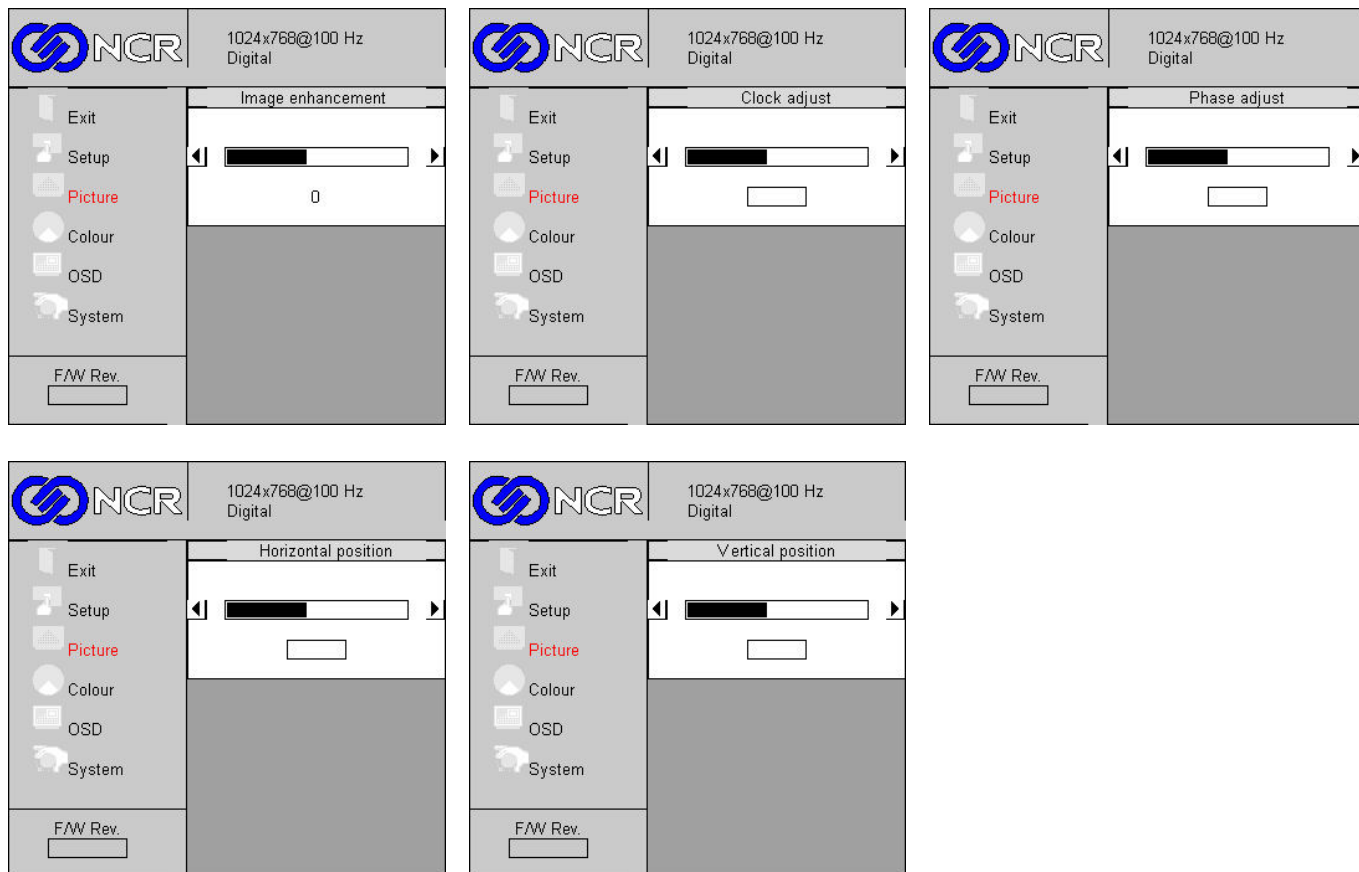 NCR
1024x768@100 Hz
Digital
Image enhancement
Exit
Setup
Picture
0
Colour
OSD
System
F/W Rev.
NCR
1024x768@100 Hz
Digital
Clock adjust
Exit
Setup
Picture
Colour
OSD
System
F/W Rev.
NCR
1024x768@100 Hz
Digital
Phase adjust
Exit
Setup
Picture
Colour
OSD
System
F/W Rev.
NCR
1024x768@100 Hz
Digital
Horizontal position
Exit
Setup
Picture
Colour
OSD
System
F/W Rev.
NCR
1024x768@100 Hz
Digital
Vertical position
Exit
Setup
Picture
Colour
OSD
System
F/W Rev.